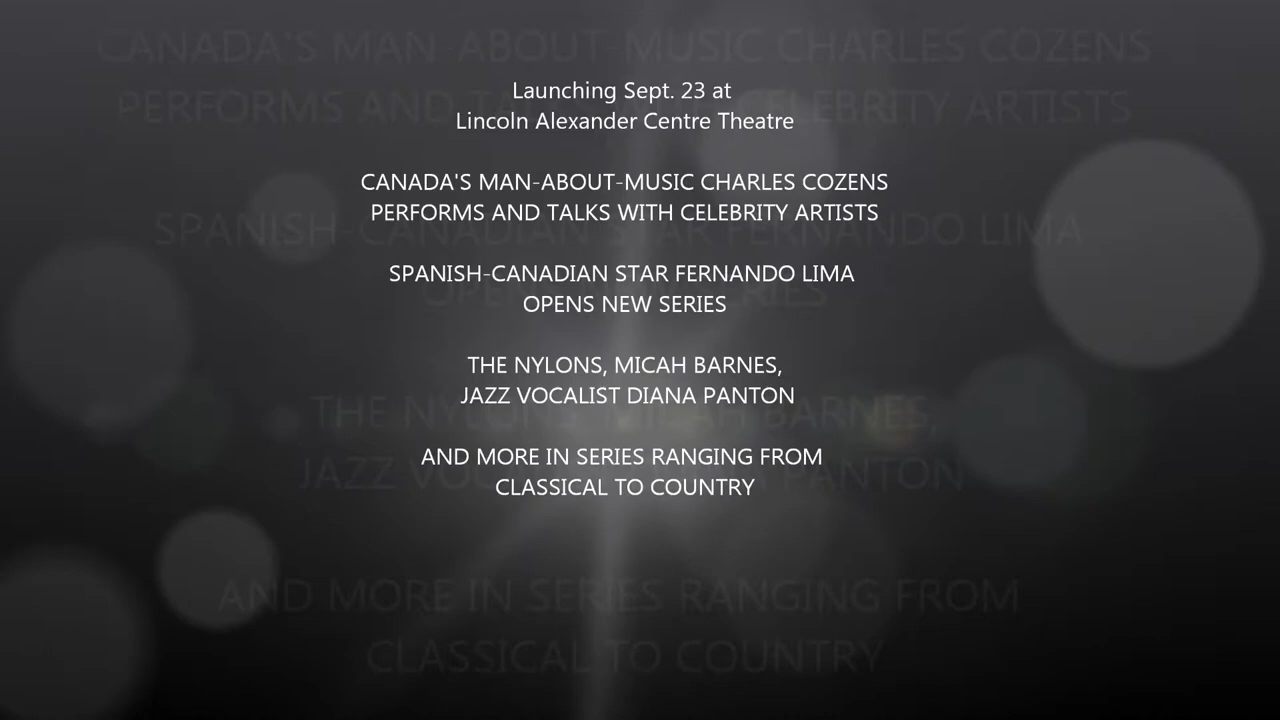 Launching Sept. 23 at
Lincoln Alexander Centre Theatre
CANADA'S MAN-ABOUT-MUSIC CHARLES COZENS
PERFORMS AND TALKS WITH CELEBRITY ARTISTS
SPANISH-CANADIAN STAR FERNANDO LIMA
OPENS NEW SERIES
THE NYLONS, MICAH BARNES,
JAZZ VOCALIST DIANA PANTON
AND MORE IN SERIES RANGING FROM
CLASSICAL TO COUNTRY